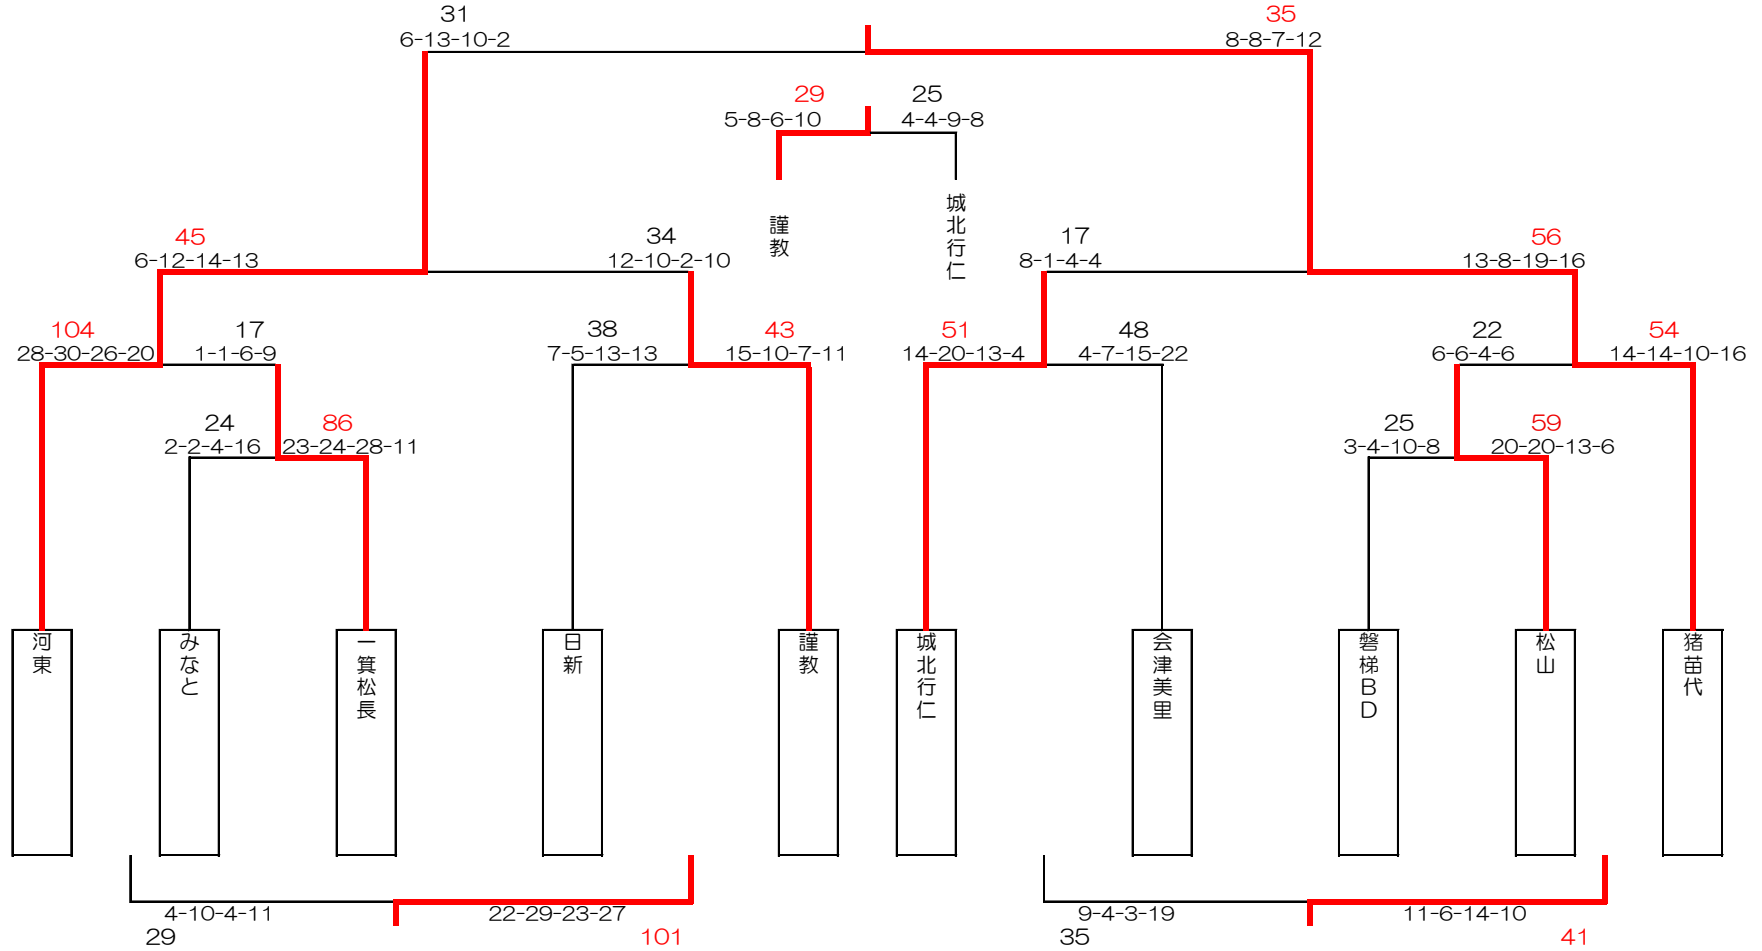 31 35
6-13-10-2 8-8-7-12
29 25
5-8-6-10 4-4-9-8
謹教
城北行仁
45 34 17 56
6-12-14-13 12-10-2-10 8-1-4-4 13-8-19-16
104 17 38 43 51 48 22 54
28-30-26-20 1-1-6-9 7-5-13-13 15-10-7-11 14-20-13-4 4-7-15-22 6-6-4-6 14-14-10-16
24 86 25 59
2-2-4-16 23-24-28-11 3-4-10-8 20-20-13-6
河東
みなと
一箕松長
日新
謹教
城北行仁
会津美里
磐梯BD
松山
猪苗代
4-10-4-11 22-29-23-27 9-4-3-19 11-6-14-10
29 101 35 41